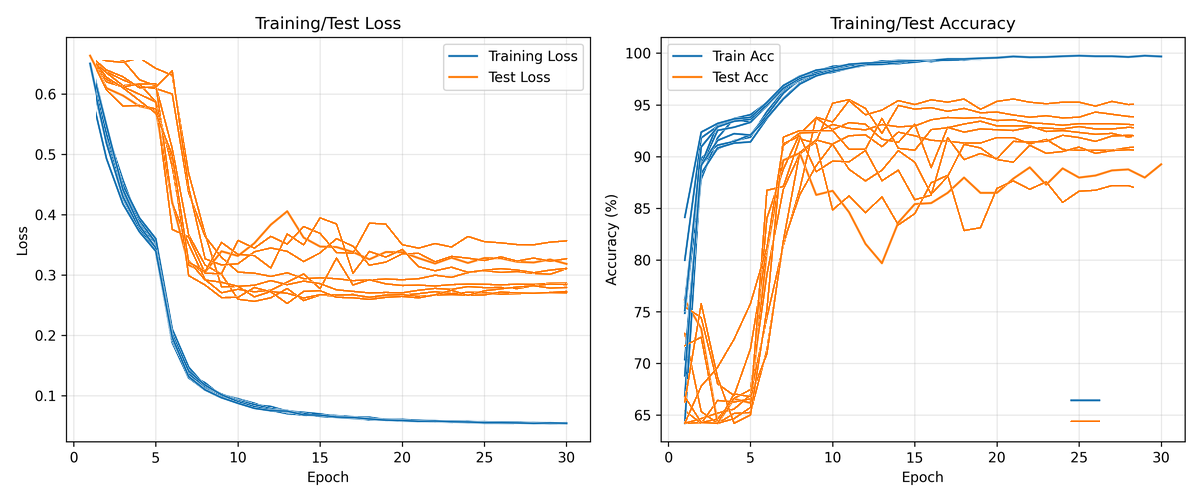 Training/Test Loss
Training Loss
Test Loss
Loss
0.6
0.5
0.4
0.3
0.2
0.1
0
5
10
15
20
25
30
Epoch
Training/Test Accuracy
Train Acc
Test Acc
Accuracy (%)
100
95
90
85
80
75
70
65
0
5
10
15
20
25
30
Epoch